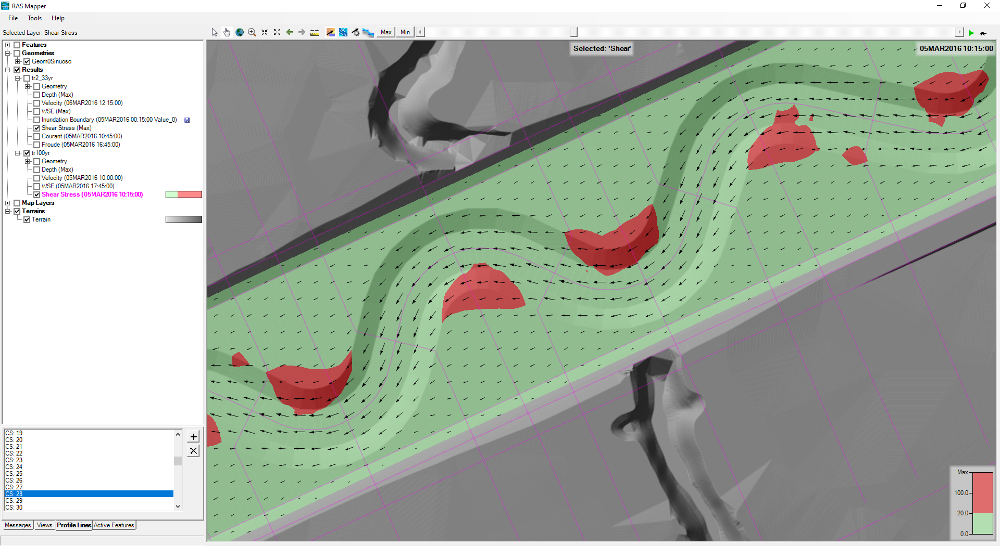 RAS Mapper
File Tools Help
Selected Layer: Shear Stress
Max Min
Features
Geometries
Geom0Sinuoso
Results
tr2_33yr
Geometry
Depth (Max)
Velocity (06MAR2016 12:15:00)
WSE (Max)
Inundation Boundary (05MAR2016 00:15:00 Value_0)
Shear Stress (Max)
Courant (05MAR2016 10:45:00)
Froude (05MAR2016 16:45:00)
tr100yr
Geometry
Depth (Max)
Velocity (05MAR2016 10:00:00)
WSE (05MAR2016 17:45:00)
Shear Stress (05MAR2016 10:15:00)
Map Layers
Terrains
Terrain
Selected: 'Shear'
05MAR2016 10:15:00
Max
100.0
20.0
0.0
CS: 19
CS: 20
CS: 21
CS: 22
CS: 23
CS: 24
CS: 25
CS: 26
CS: 27
CS: 28
CS: 29
CS: 30
Messages Views Profile Lines Active Features